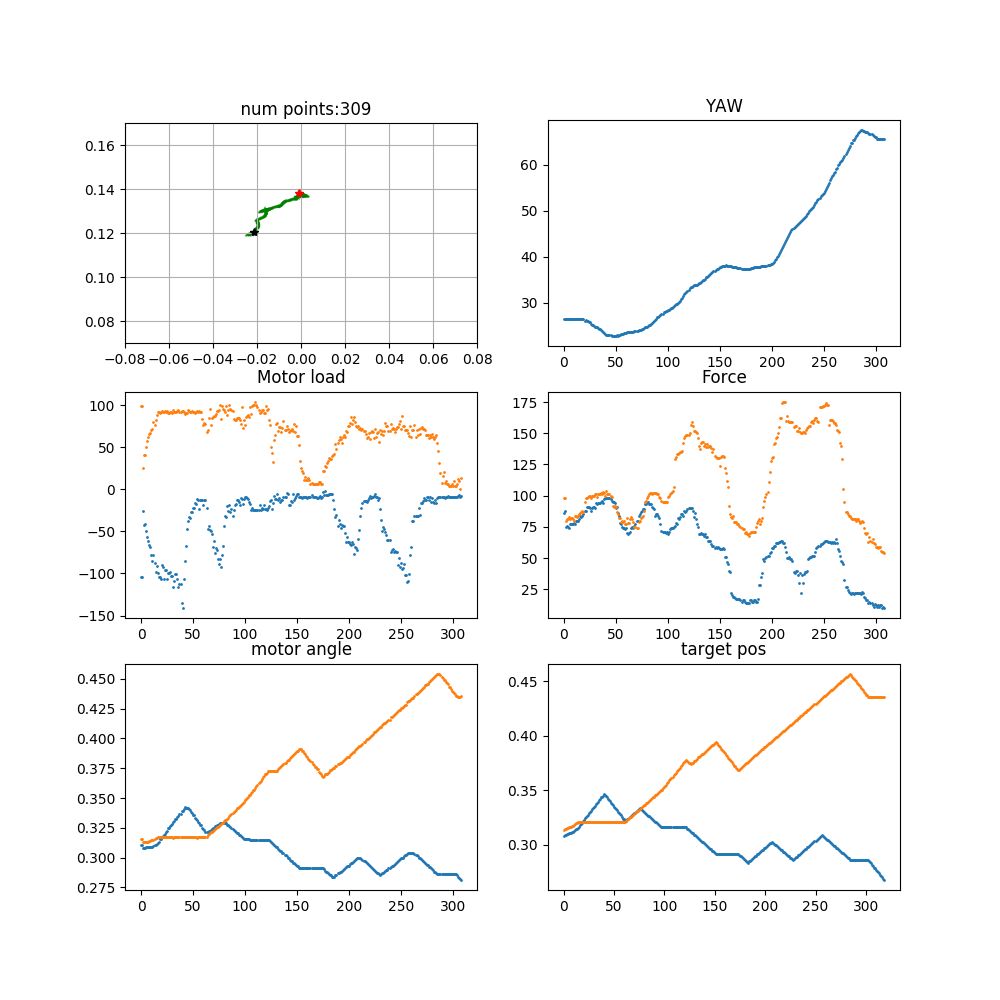 num points:309
0.16
0.14
0.12
0.10
0.08
−0.08 −0.06 −0.04 −0.02 0.00 0.02 0.04 0.06 0.08
YAW
60
50
40
30
0 50 100 150 200 250 300
Motor load
100
50
0
−50
−100
−150
0 50 100 150 200 250 300
Force
175
150
125
100
75
50
25
0 50 100 150 200 250 300
motor angle
0.450
0.425
0.400
0.375
0.350
0.325
0.300
0.275
0 50 100 150 200 250 300
target pos
0.45
0.40
0.35
0.30
0 50 100 150 200 250 300